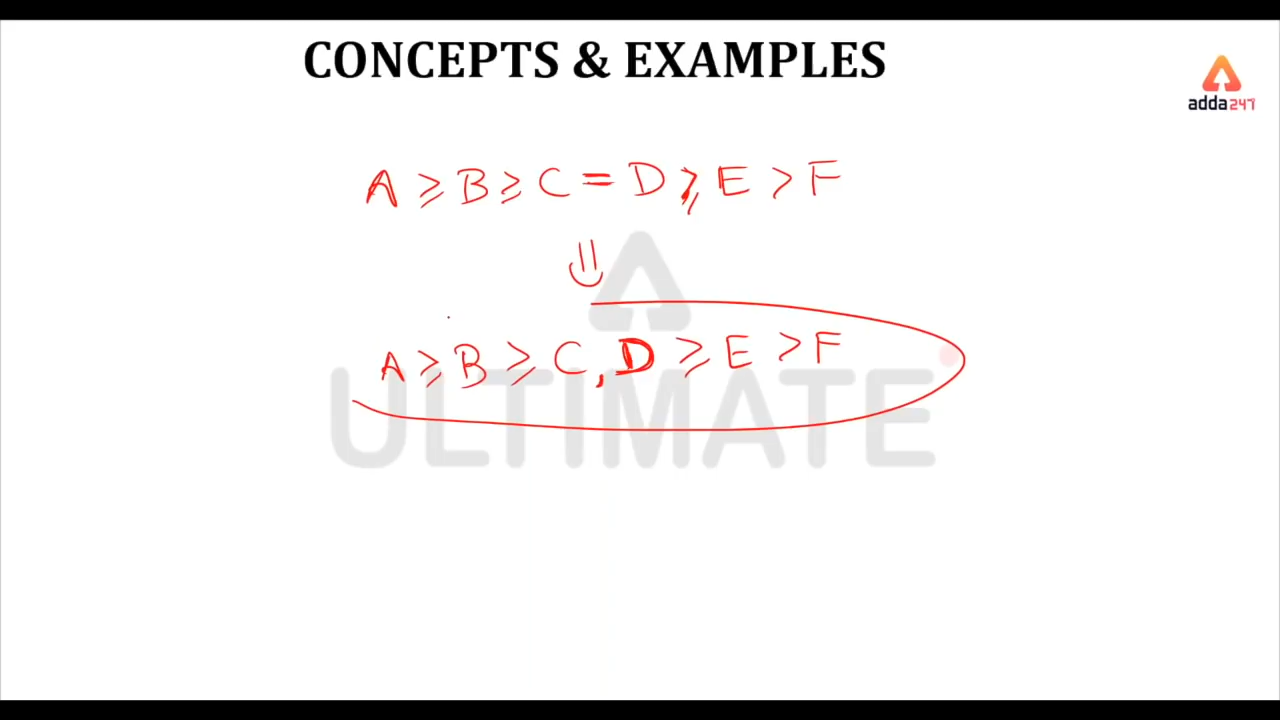 CONCEPTS & EXAMPLES
adda247
A ≥ B ≥ C = D ≥ E > F
⇓
A ≥ B ≥ C, D ≥ E > F
ULTIMATE